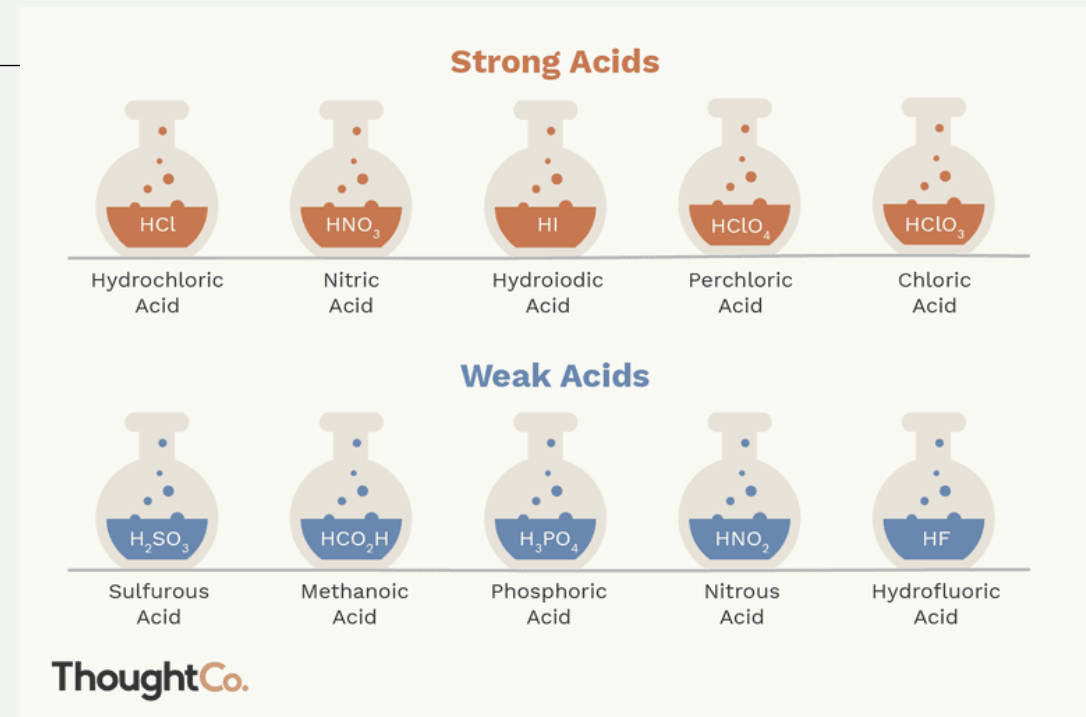 Strong Acids
HCl HNO₃ HI HClO₄ HClO₃
Hydrochloric Nitric Hydroiodic Perchloric Chloric
Acid Acid Acid Acid Acid
Weak Acids
H₂SO₃ HCO₂H H₃PO₄ HNO₂ HF
Sulfurous Methanoic Phosphoric Nitrous Hydrofluoric
Acid Acid Acid Acid Acid
ThoughtCo.